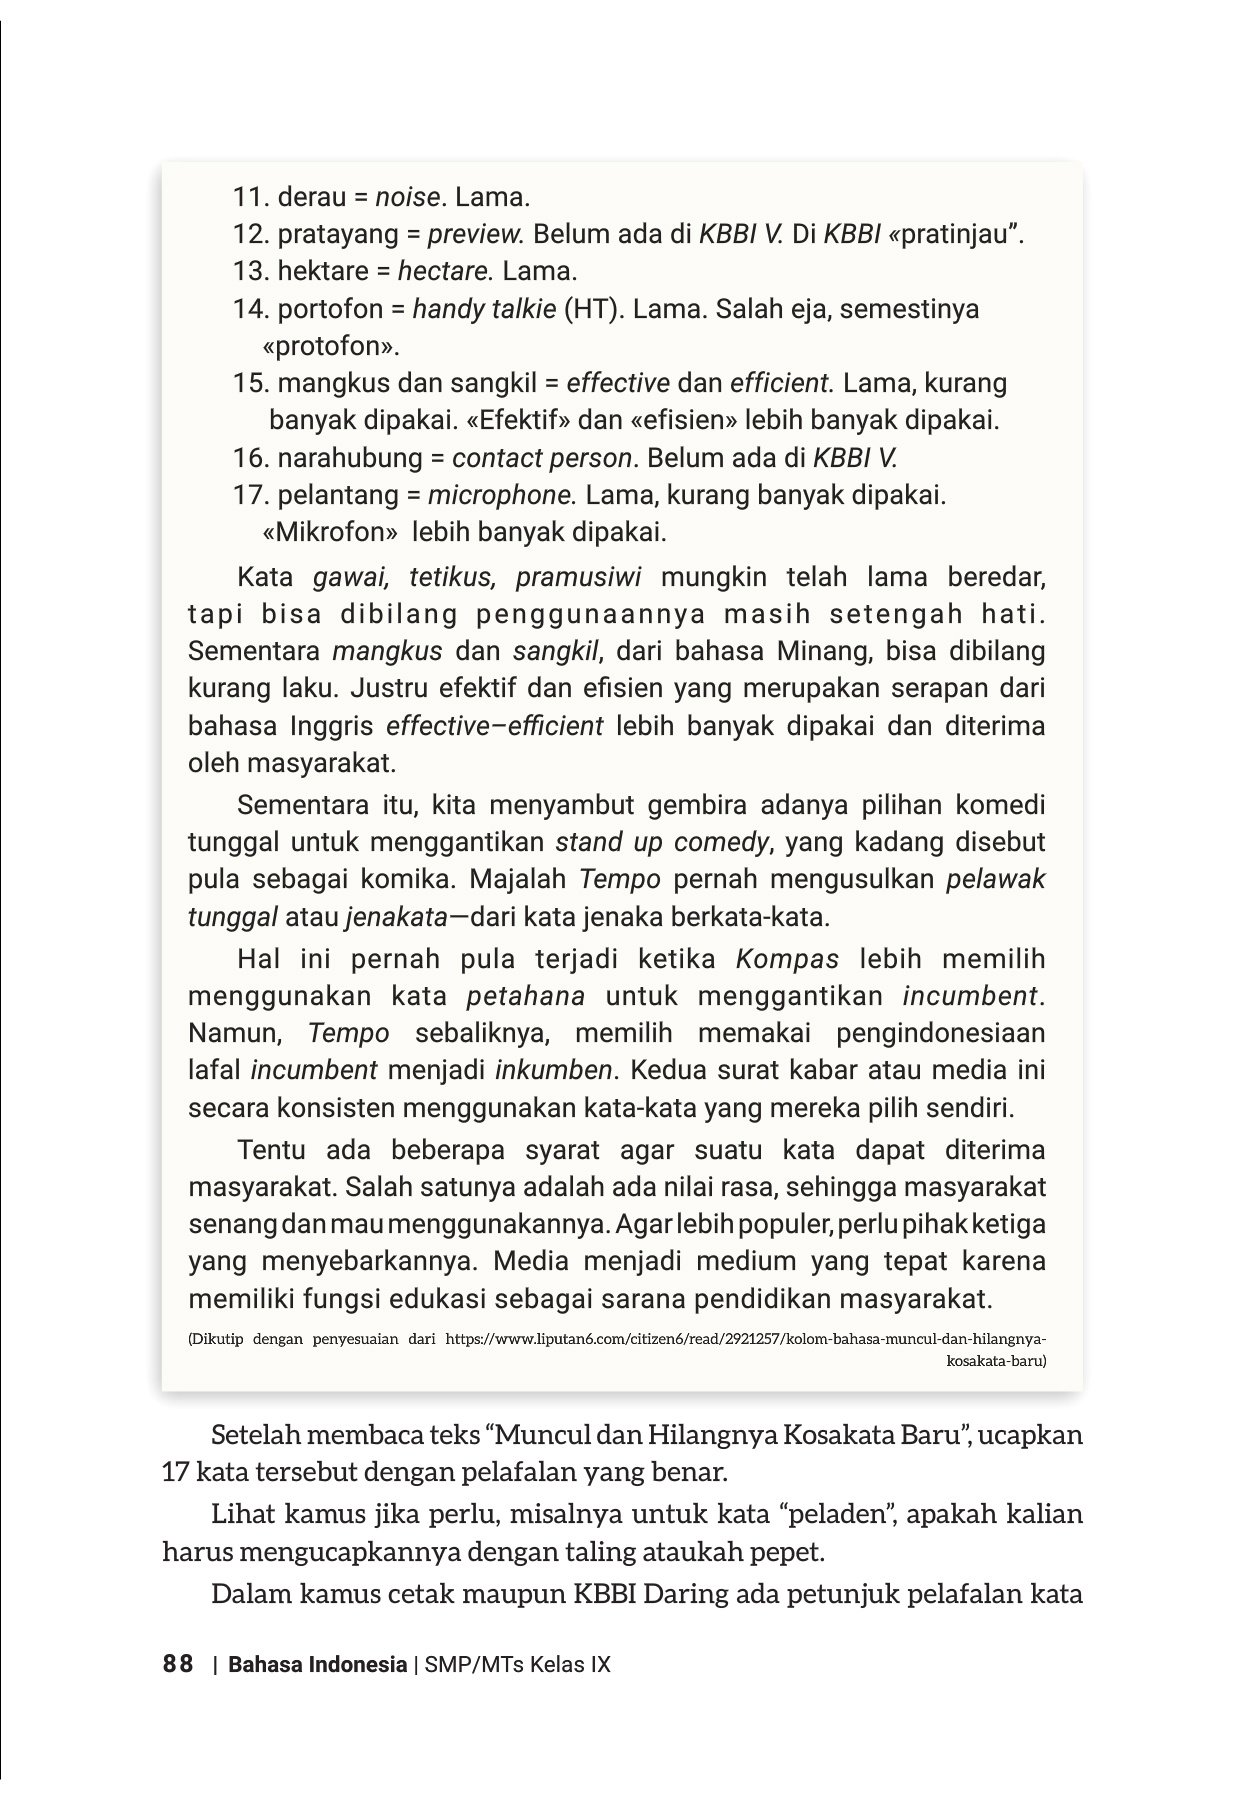 11. derau = noise. Lama.
12. pratayang = preview. Belum ada di KBBI V. Di KBBI «pratinjau”.
13. hektare = hectare. Lama.
14. portofon = handy talkie (HT). Lama. Salah eja, semestinya
«protofon».
15. mangkus dan sangkil = effective dan efficient. Lama, kurang
banyak dipakai. «Efektif» dan «efisien» lebih banyak dipakai.
16. narahubung = contact person. Belum ada di KBBI V.
17. pelantang = microphone. Lama, kurang banyak dipakai.
«Mikrofon» lebih banyak dipakai.
Kata gawai, tetikus, pramusiwi mungkin telah lama beredar,
tapi bisa dibilang penggunaannya masih setengah hati.
Sementara mangkus dan sangkil, dari bahasa Minang, bisa dibilang
kurang laku. Justru efektif dan efisien yang merupakan serapan dari
bahasa Inggris effective–efficient lebih banyak dipakai dan diterima
oleh masyarakat.
Sementara itu, kita menyambut gembira adanya pilihan komedi
tunggal untuk menggantikan stand up comedy, yang kadang disebut
pula sebagai komika. Majalah Tempo pernah mengusulkan pelawak
tunggal atau jenakata—dari kata jenaka berkata-kata.
Hal ini pernah pula terjadi ketika Kompas lebih memilih
menggunakan kata petahana untuk menggantikan incumbent.
Namun, Tempo sebaliknya, memilih memakai pengindonesiaan
lafal incumbent menjadi inkumben. Kedua surat kabar atau media ini
secara konsisten menggunakan kata-kata yang mereka pilih sendiri.
Tentu ada beberapa syarat agar suatu kata dapat diterima
masyarakat. Salah satunya adalah ada nilai rasa, sehingga masyarakat
senang dan mau menggunakannya. Agar lebih populer, perlu pihak ketiga
yang menyebarkannya. Media menjadi medium yang tepat karena
memiliki fungsi edukasi sebagai sarana pendidikan masyarakat.
(Dikutip dengan penyesuaian dari https://www.liputan6.com/citizen6/read/2921257/kolom-bahasa-muncul-dan-hilangnya-
kosakata-baru)
Setelah membaca teks “Muncul dan Hilangnya Kosakata Baru”, ucapkan
17 kata tersebut dengan pelafalan yang benar.
Lihat kamus jika perlu, misalnya untuk kata “peladen”, apakah kalian
harus mengucapkannya dengan taling ataukah pepet.
Dalam kamus cetak maupun KBBI Daring ada petunjuk pelafalan kata
88 | Bahasa Indonesia | SMP/MTs Kelas IX